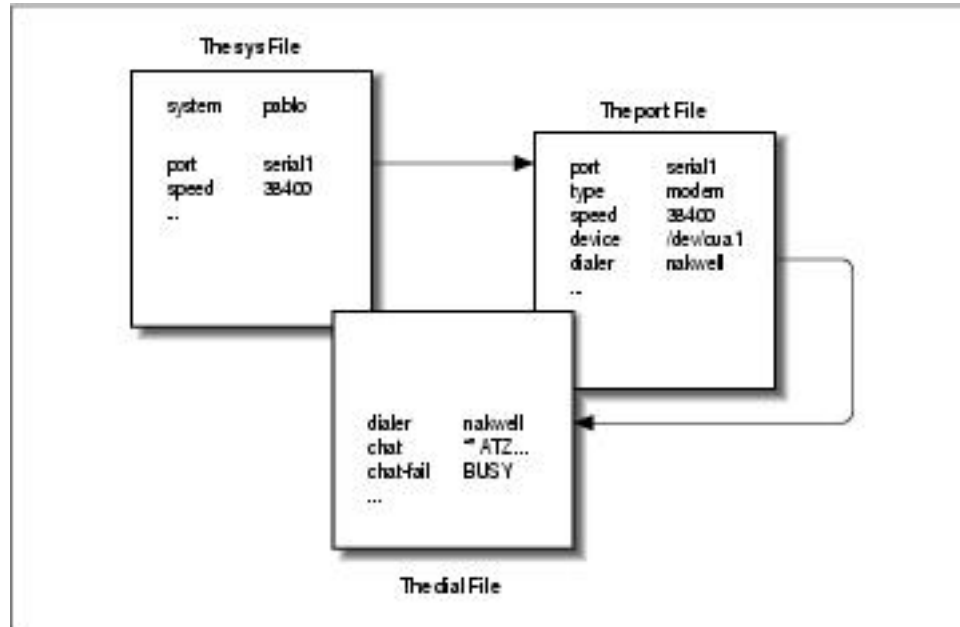 The sys File
system pablo
port serial1
speed 38400
...
The port File
port serial1
type modem
speed 38400
device /dev/cua1
dialer nakwell
...
dialer nakwell
chat "" ATZ...
chat-fail BUSY
...
The dial File